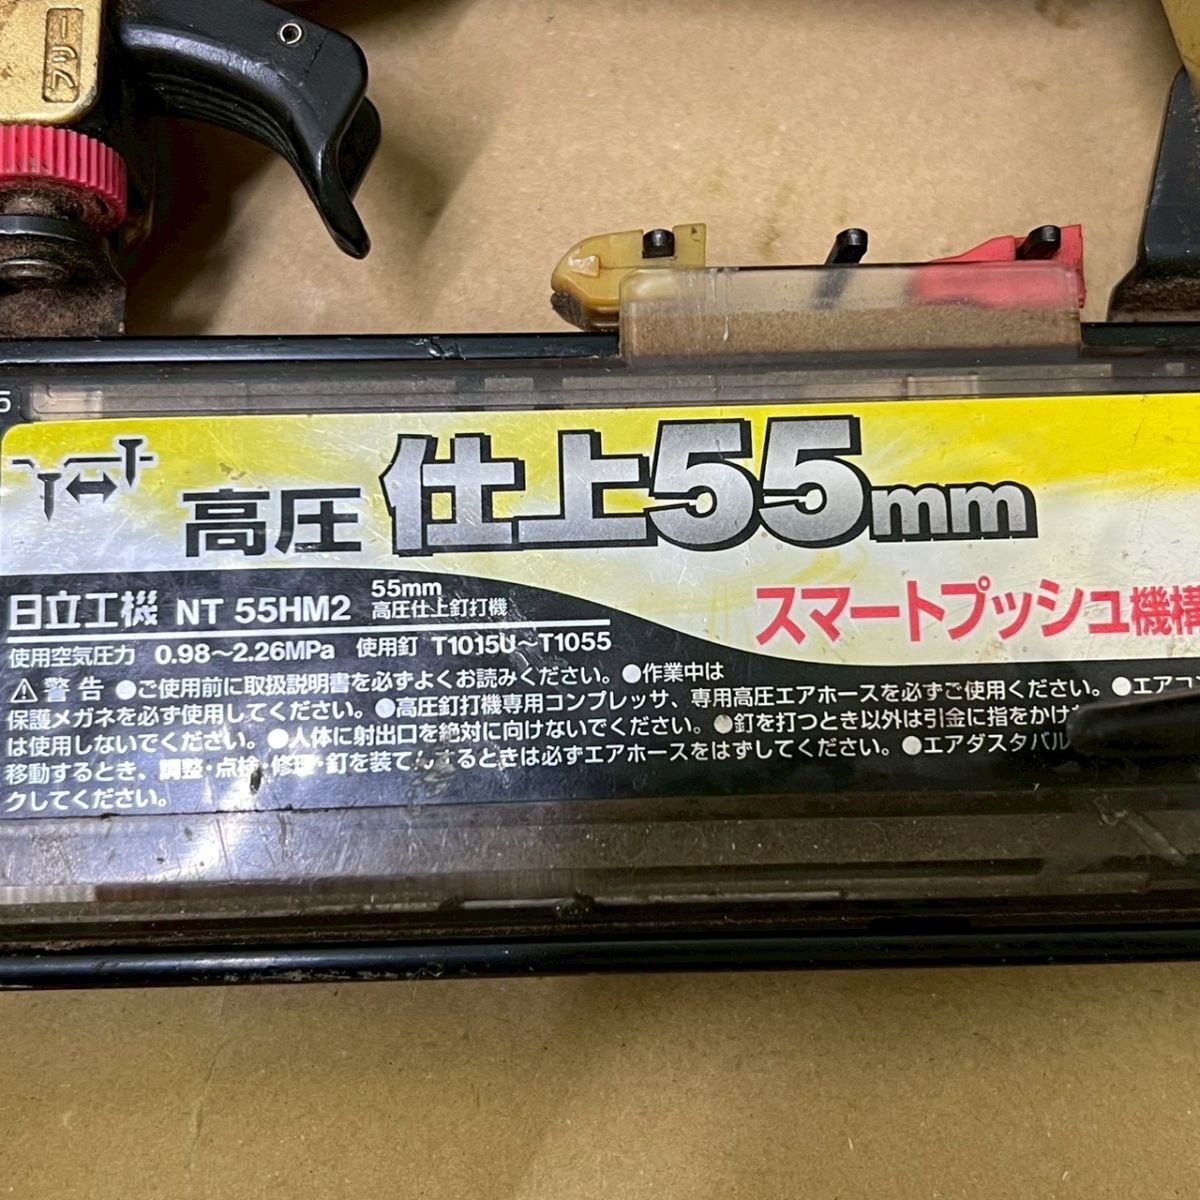 フック
5
高圧 仕上55mm
スマートプッシュ機構
日立工機 NT 55HM2 55mm
高圧仕上釘打機
使用空気圧力 0.98〜2.26MPa 使用釘 T1015U〜T1055
⚠警告 ●ご使用前に取扱説明書を必ずよくお読みください。●作業中は
保護メガネを必ず使用してください。●高圧釘打機専用コンプレッサ、専用高圧エアホースを必ずご使用ください。●エアコン
は使用しないでください。●人体に射出口を絶対に向けないでください。●釘を打つとき以外は引金に指をかけ
移動するとき、調整・点検・修理・釘を装てんするときは必ずエアホースをはずしてください。●エアダスタバル
クしてください。